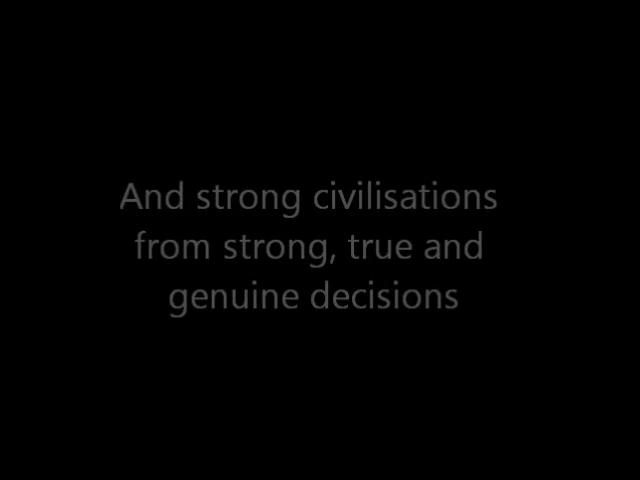 And strong civilisations
from strong, true and
genuine decisions